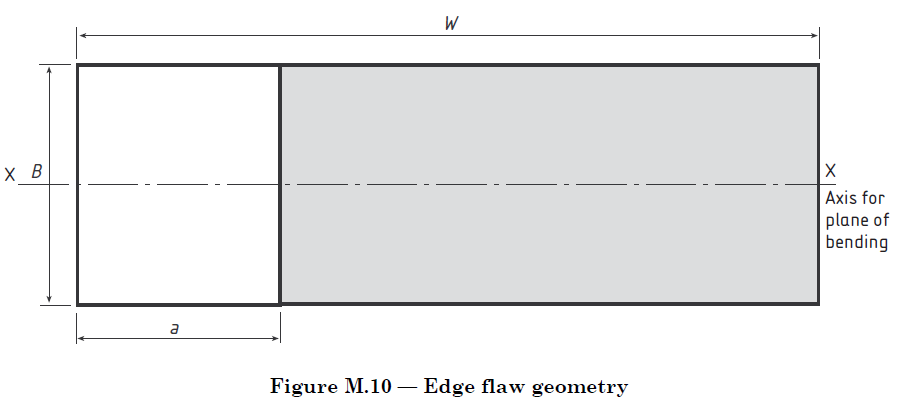 W
X B
X
Axis for
plane of
bending
a
Figure M.10 — Edge flaw geometry